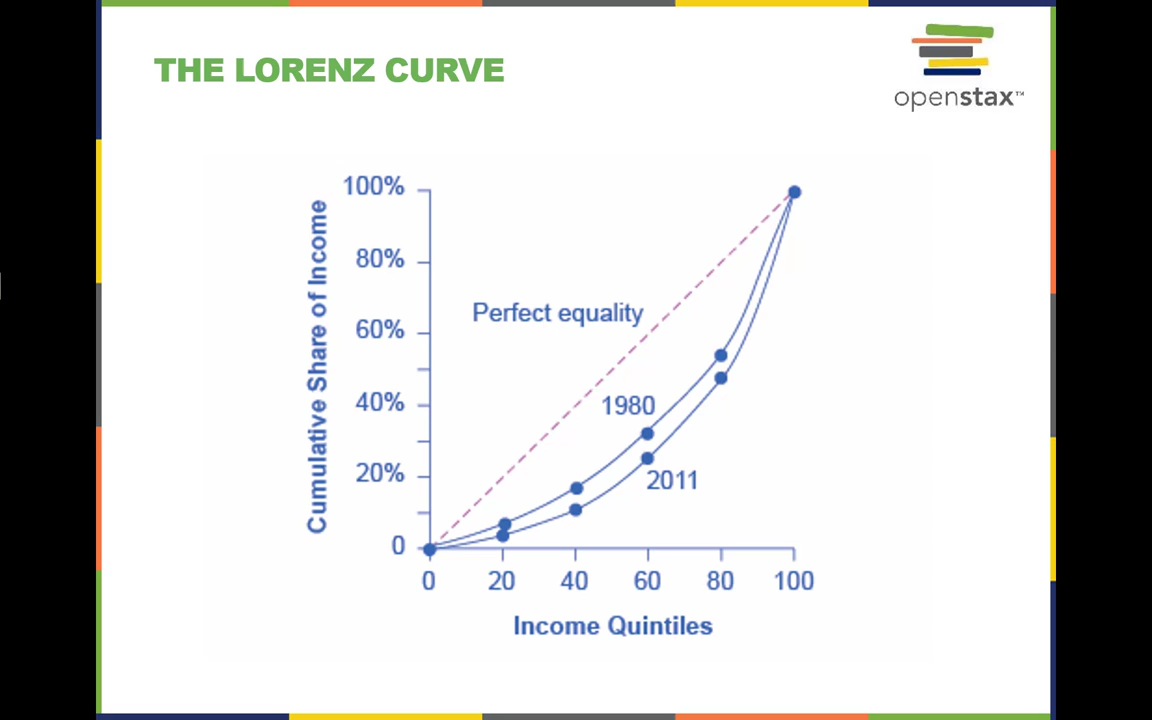 THE LORENZ CURVE
openstax™
Cumulative Share of Income
100%
80%
60%
40%
20%
0
Perfect equality
1980
2011
0 20 40 60 80 100
Income Quintiles